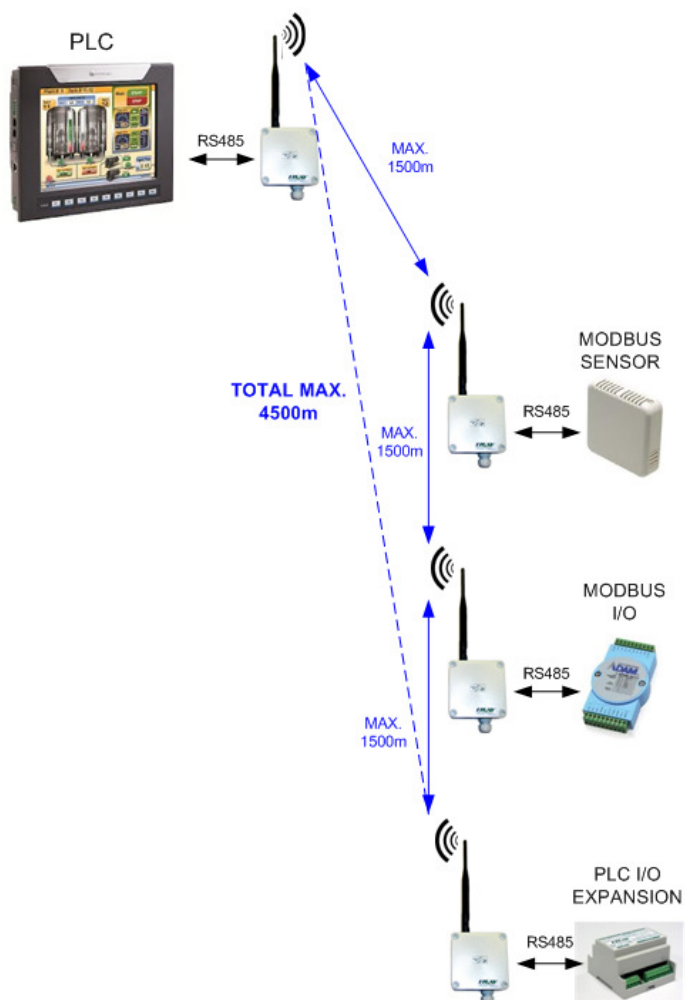 PLC
RS485
MAX.
1500m
MODBUS
SENSOR
RS485
TOTAL MAX.
4500m
MAX.
1500m
MODBUS
I/O
RS485
ADAM
MAX.
1500m
PLC I/O
EXPANSION
RS485